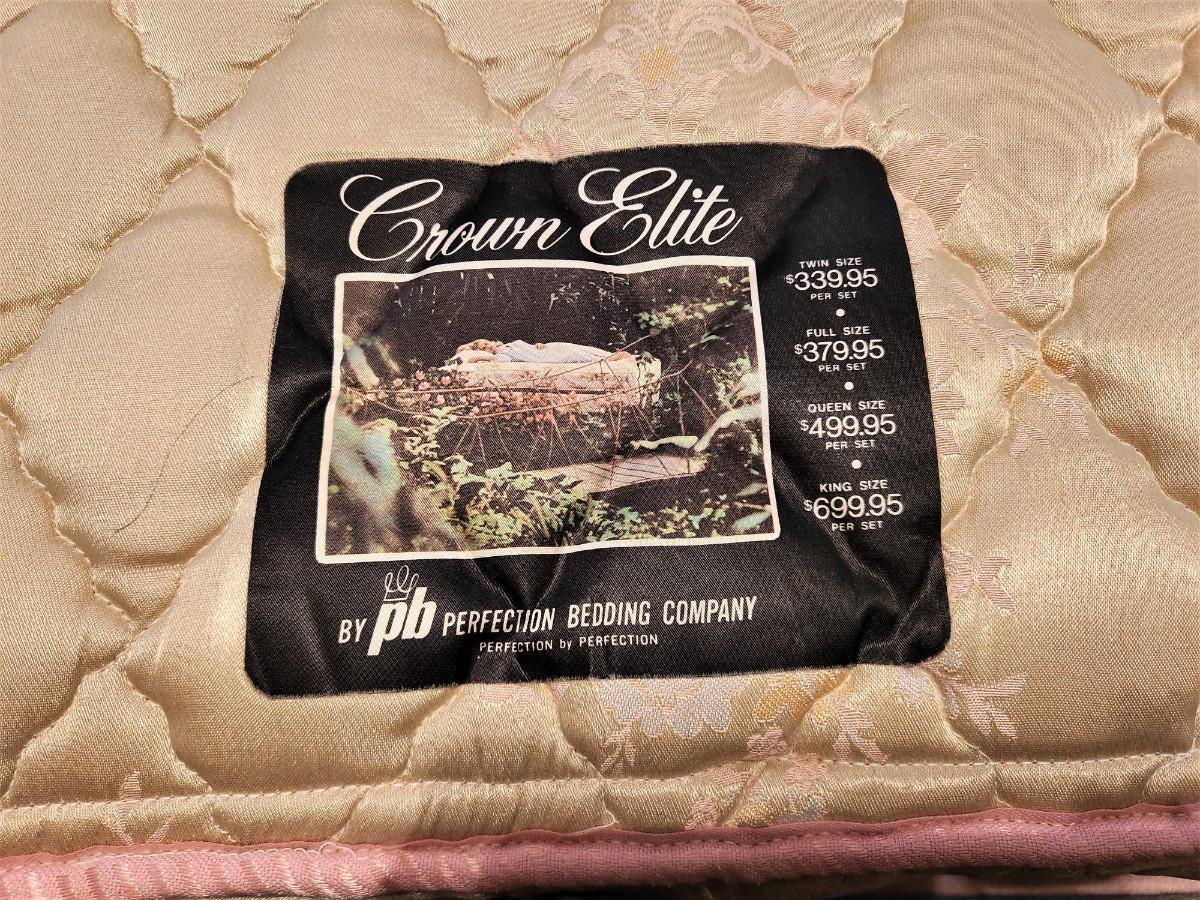 Crown Elite
TWIN SIZE
$339.95
PER SET
•
FULL SIZE
$379.95
PER SET
•
QUEEN SIZE
$499.95
PER SET
•
KING SIZE
$699.95
PER SET
BY pb PERFECTION BEDDING COMPANY
PERFECTION by PERFECTION